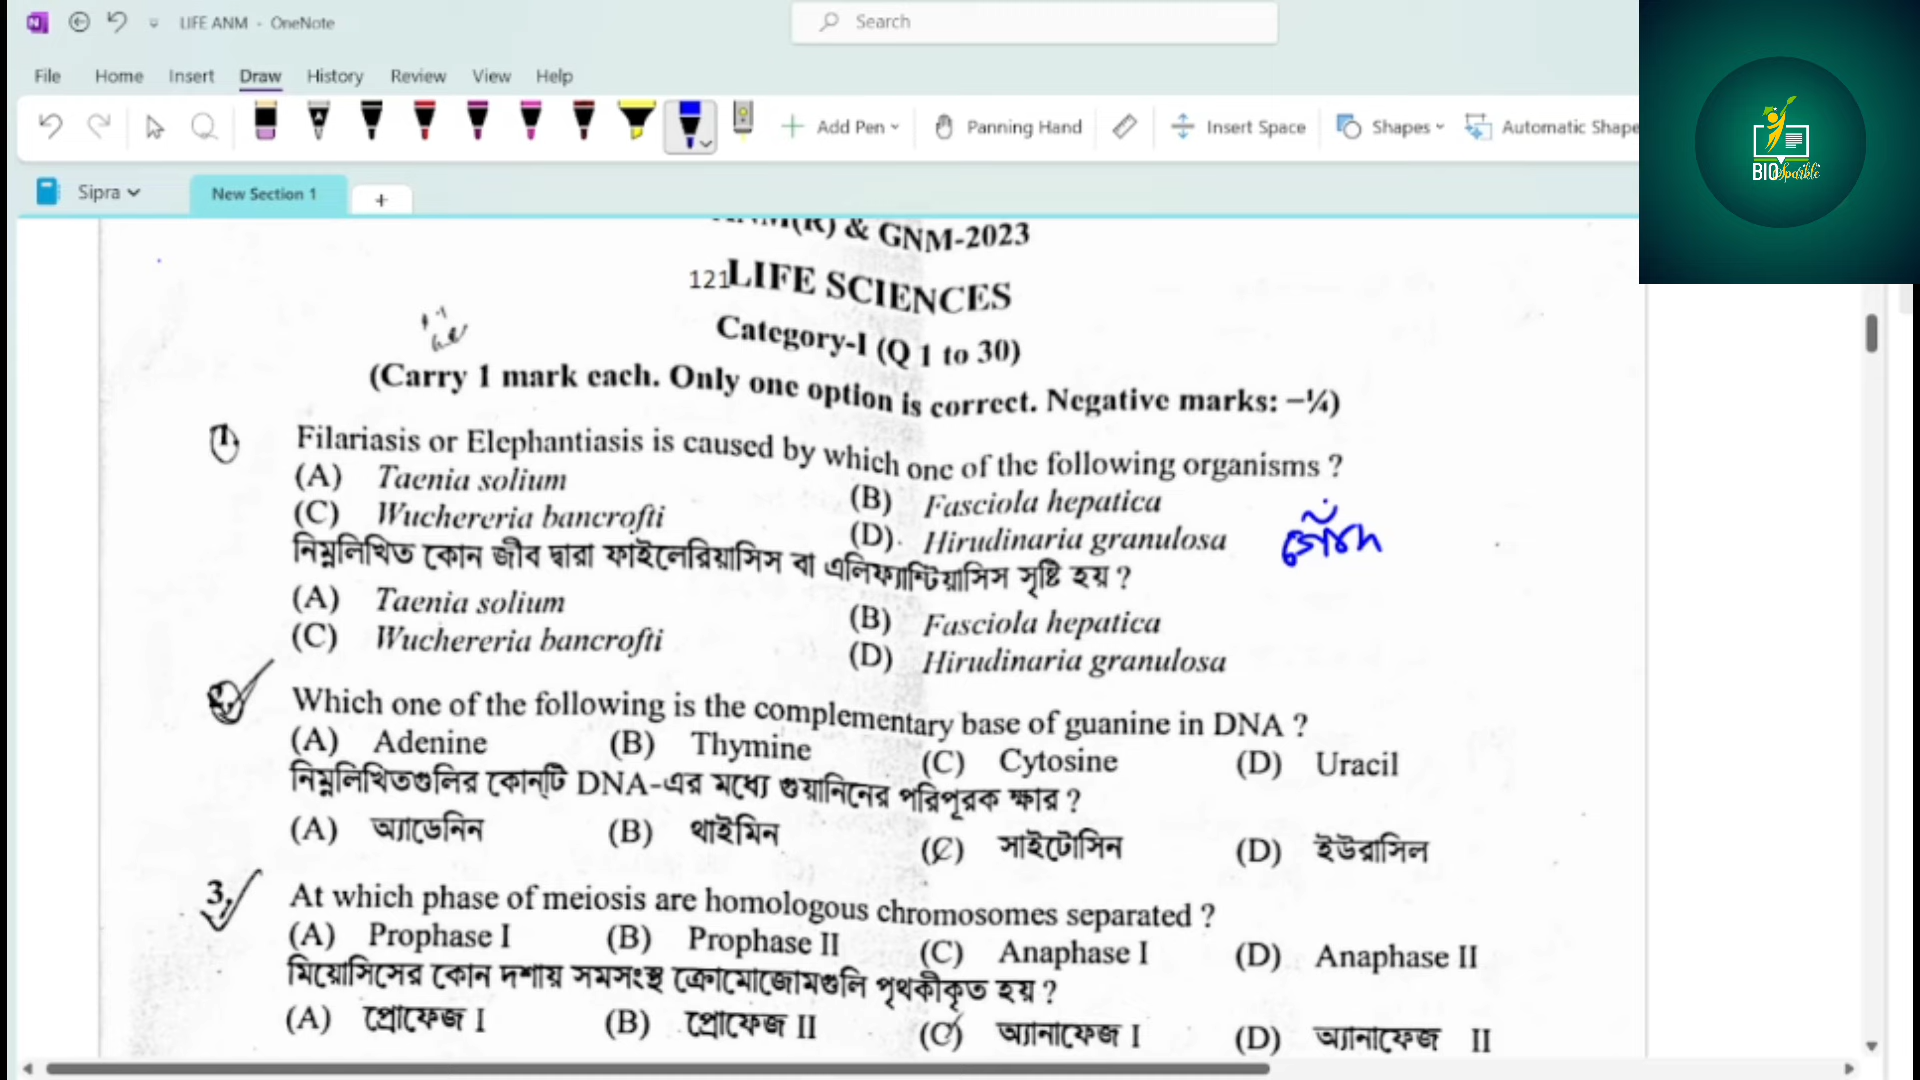 LIFE ANM - OneNote
Search
File Home Insert Draw History Review View Help
Add Pen Panning Hand Insert Space Shapes Automatic Shape
BIO Sparkle
Sipra New Section 1 +
& GNM-2023
121
LIFE SCIENCES
Category-I (Q 1 to 30)
(Carry 1 mark each. Only one option is correct. Negative marks: −¼)
1. Filariasis or Elephantiasis is caused by which one of the following organisms ?
(A) Taenia solium (B) Fasciola hepatica
(C) Wuchereria bancrofti (D) Hirudinaria granulosa
নিম্নলিখিত কোন জীব দ্বারা ফাইলেরিয়াসিস বা এলিফ্যান্টিয়াসিস সৃষ্টি হয় ?
(A) Taenia solium (B) Fasciola hepatica
(C) Wuchereria bancrofti (D) Hirudinaria granulosa
2. Which one of the following is the complementary base of guanine in DNA ?
(A) Adenine (B) Thymine (C) Cytosine (D) Uracil
নিম্নলিখিতগুলির কোন্‌টি DNA-এর মধ্যে গুয়ানিনের পরিপূরক ক্ষার ?
(A) অ্যাডেনিন (B) থাইমিন (C) সাইটোসিন (D) ইউরাসিল
3. At which phase of meiosis are homologous chromosomes separated ?
(A) Prophase I (B) Prophase II (C) Anaphase I (D) Anaphase II
মিয়োসিসের কোন দশায় সমসংস্থ ক্রোমোজোমগুলি পৃথকীকৃত হয় ?
(A) প্রোফেজ I (B) প্রোফেজ II (C) অ্যানাফেজ I (D) অ্যানাফেজ II